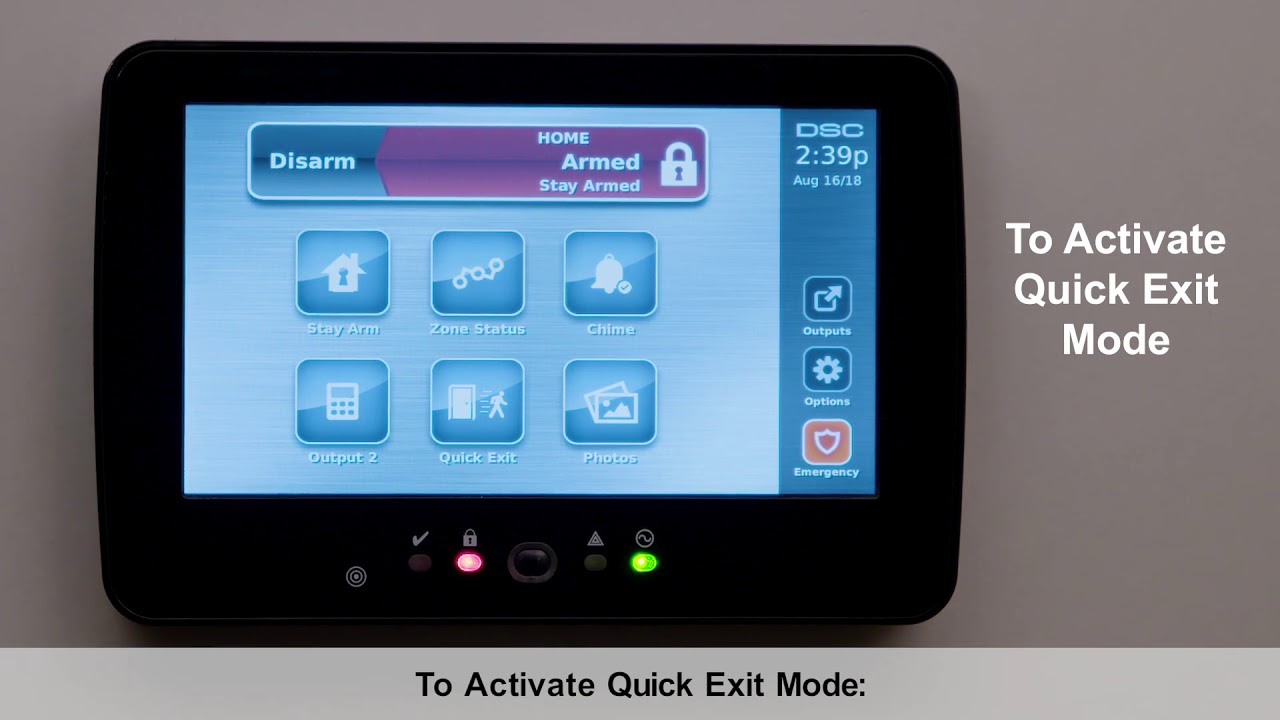 Disarm
HOME
Armed
Stay Armed
DSC
2:39p
Aug 16/18
Stay Arm
Zone Status
Chime
Output 2
Quick Exit
Photos
Outputs
Options
Emergency
To Activate
Quick Exit
Mode
To Activate Quick Exit Mode: